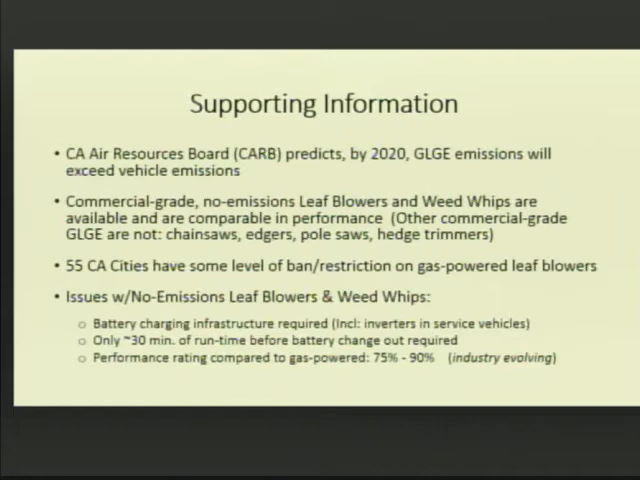 Supporting Information
• CA Air Resources Board (CARB) predicts, by 2020, GLGE emissions will
exceed vehicle emissions
• Commercial-grade, no-emissions Leaf Blowers and Weed Whips are
available and are comparable in performance (Other commercial-grade
GLGE are not: chainsaws, edgers, pole saws, hedge trimmers)
• 55 CA Cities have some level of ban/restriction on gas-powered leaf blowers
• Issues w/No-Emissions Leaf Blowers & Weed Whips:
o Battery charging infrastructure required (Incl: inverters in service vehicles)
o Only ~30 min. of run-time before battery change out required
o Performance rating compared to gas-powered: 75% - 90% (industry evolving)